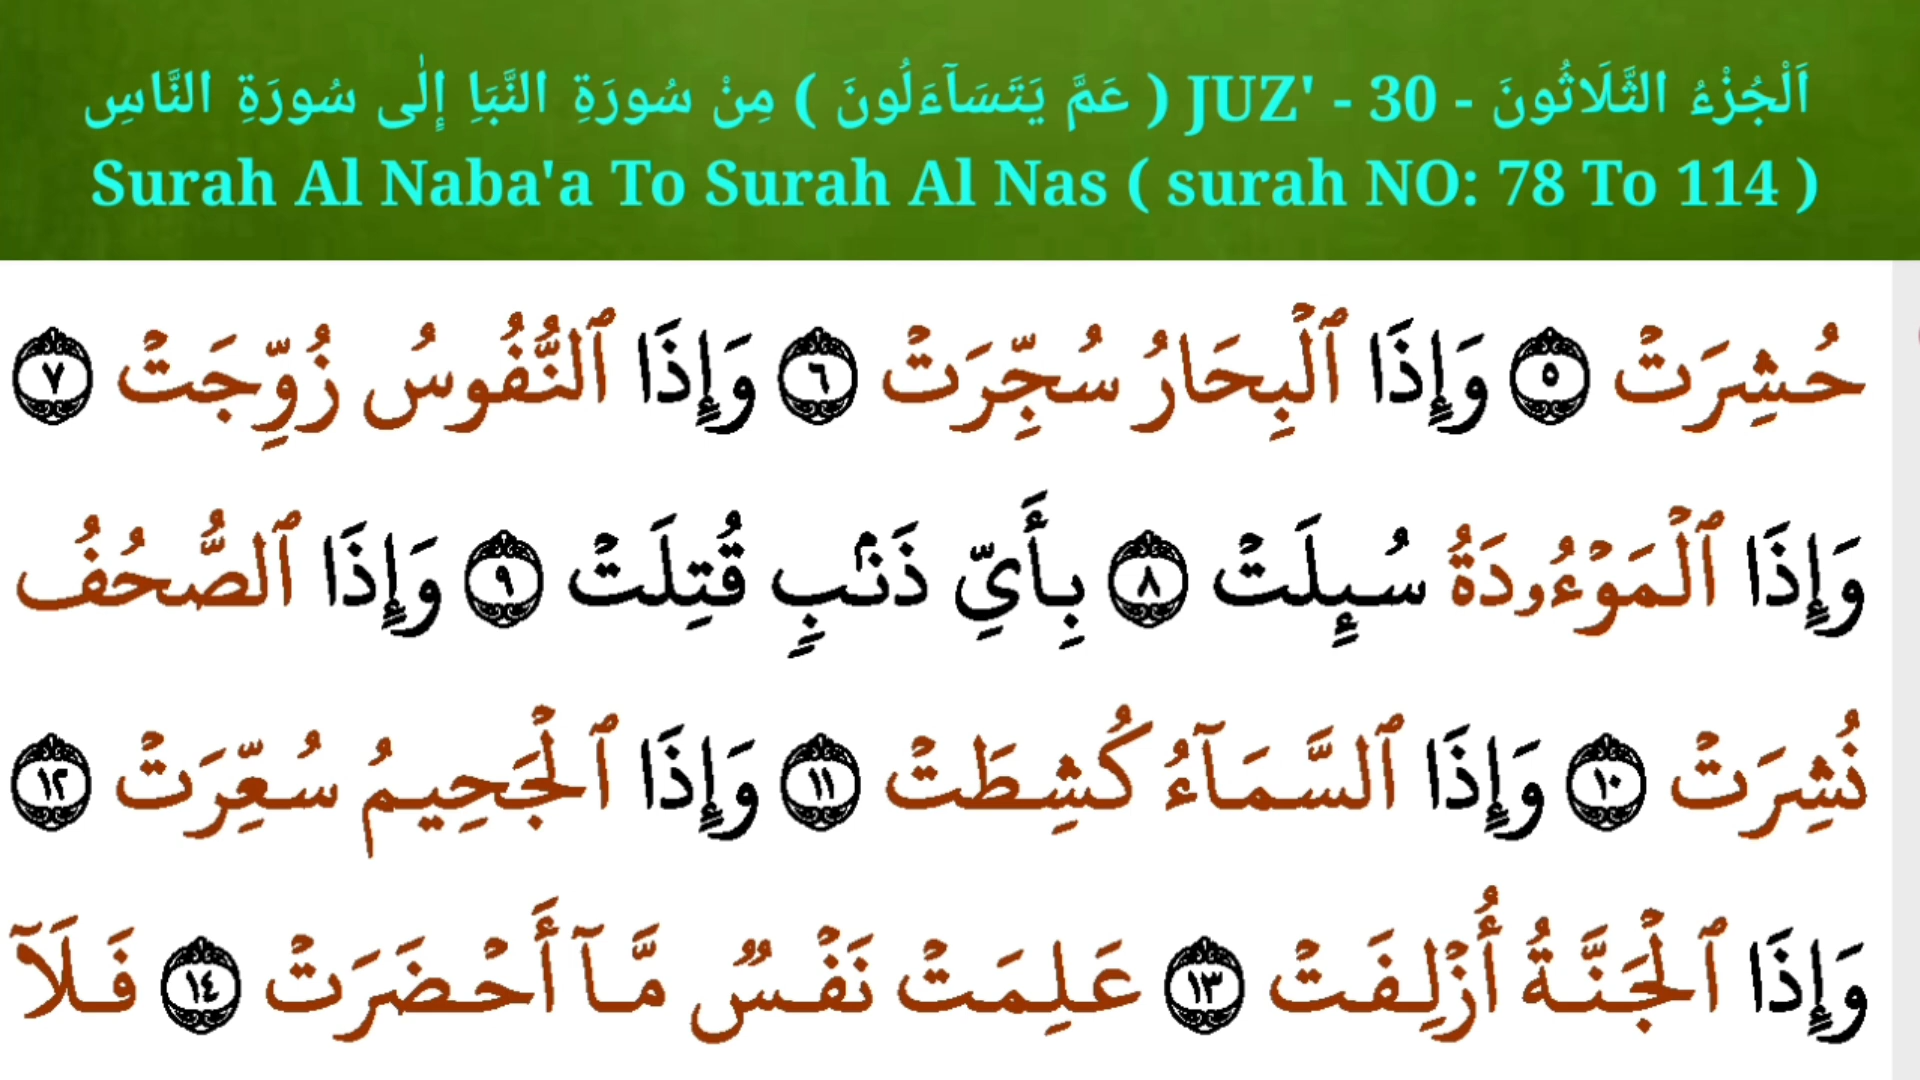 اَلْجُزْءُ الثَّلَاثُونَ - JUZ' - 30 ( عَمَّ يَتَسَآءَلُونَ ) مِنْ سُورَةِ النَّبَاِ إِلٰى سُورَةِ النَّاسِ
Surah Al Naba'a To Surah Al Nas ( surah NO: 78 To 114 )
حُشِرَتۡ ٥ وَإِذَا ٱلۡبِحَارُ سُجِّرَتۡ ٦ وَإِذَا ٱلنُّفُوسُ زُوِّجَتۡ ٧
وَإِذَا ٱلۡمَوۡءُۥدَةُ سُئِلَتۡ ٨ بِأَيِّ ذَنۢبٖ قُتِلَتۡ ٩ وَإِذَا ٱلصُّحُفُ
نُشِرَتۡ ١٠ وَإِذَا ٱلسَّمَآءُ كُشِطَتۡ ١١ وَإِذَا ٱلۡجَحِيمُ سُعِّرَتۡ ١٢
وَإِذَا ٱلۡجَنَّةُ أُزۡلِفَتۡ ١٣ عَلِمَتۡ نَفۡسٞ مَّآ أَحۡضَرَتۡ ١٤ فَلَآ